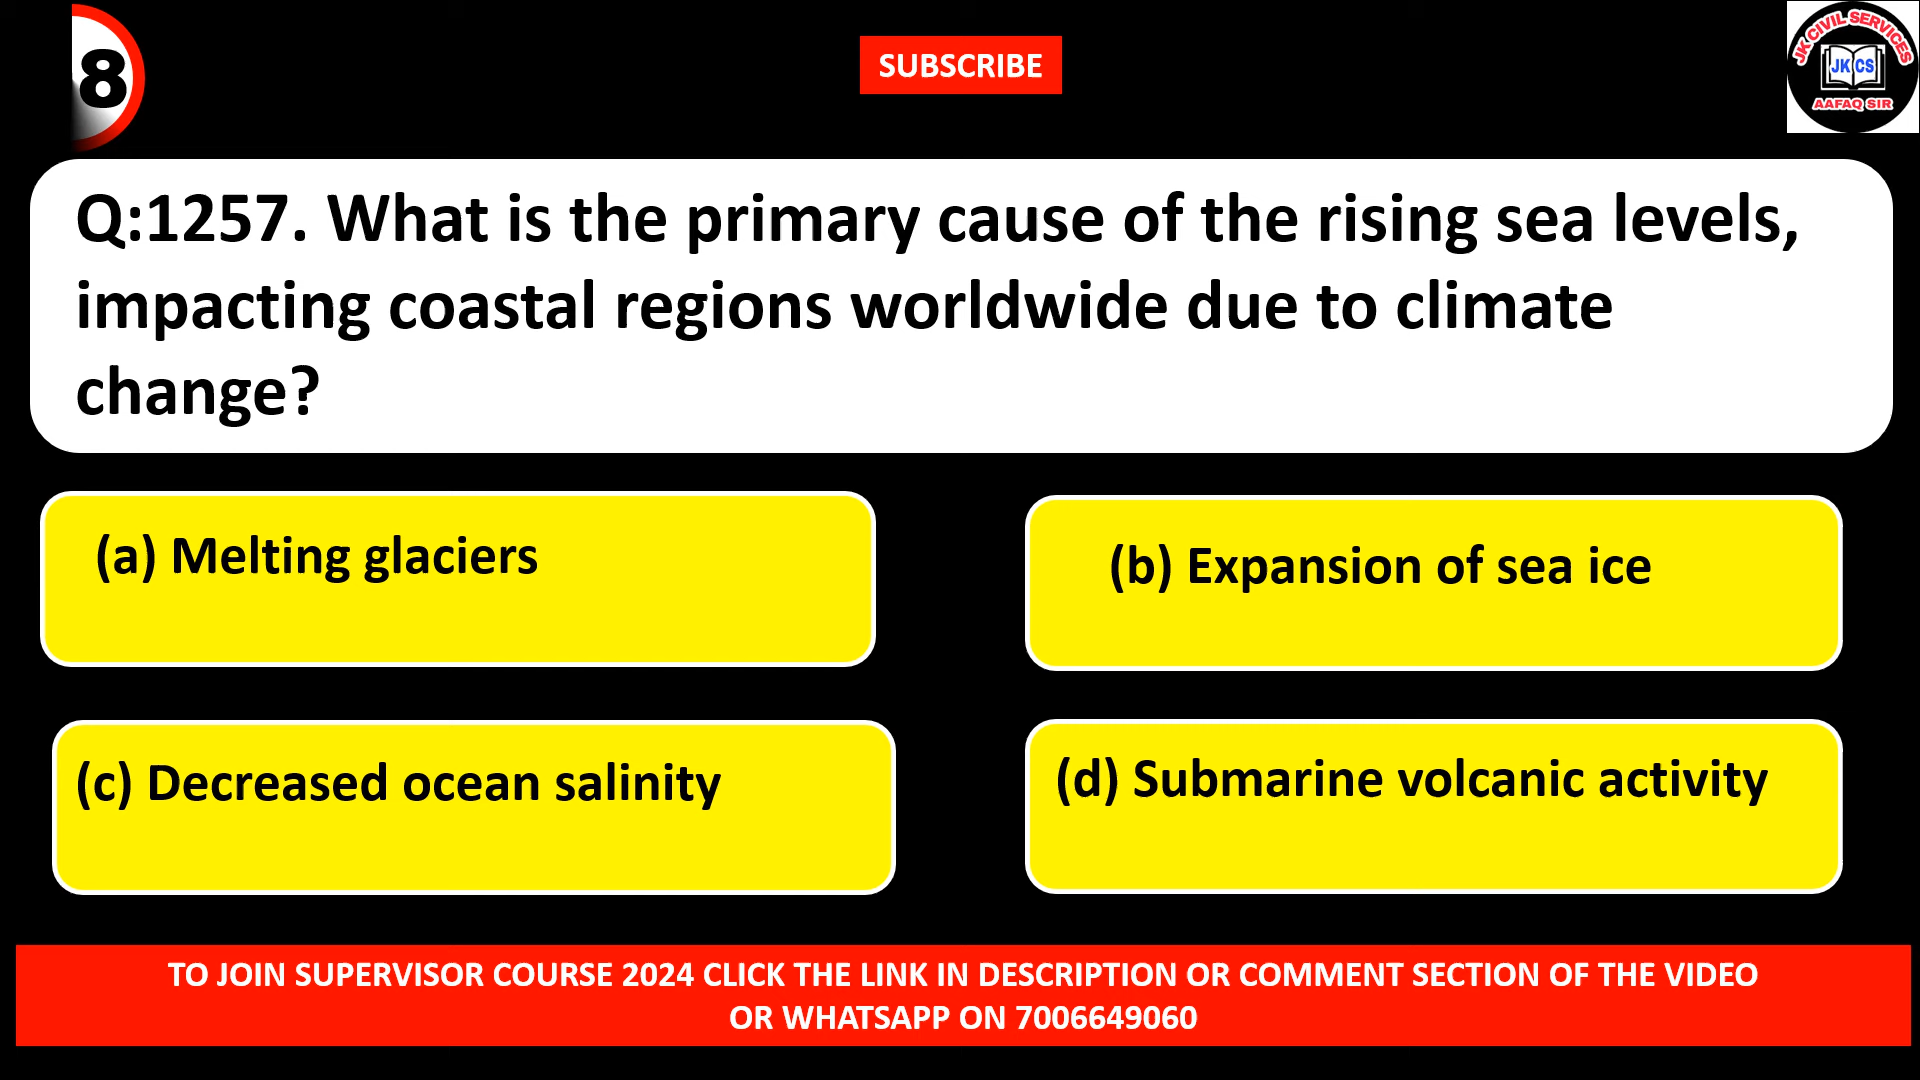 8
SUBSCRIBE
JK CIVIL SERVICES
JK CS
AAFAQ SIR
Q:1257. What is the primary cause of the rising sea levels,
impacting coastal regions worldwide due to climate
change?
(a) Melting glaciers
(b) Expansion of sea ice
(c) Decreased ocean salinity
(d) Submarine volcanic activity
TO JOIN SUPERVISOR COURSE 2024 CLICK THE LINK IN DESCRIPTION OR COMMENT SECTION OF THE VIDEO
OR WHATSAPP ON 7006649060